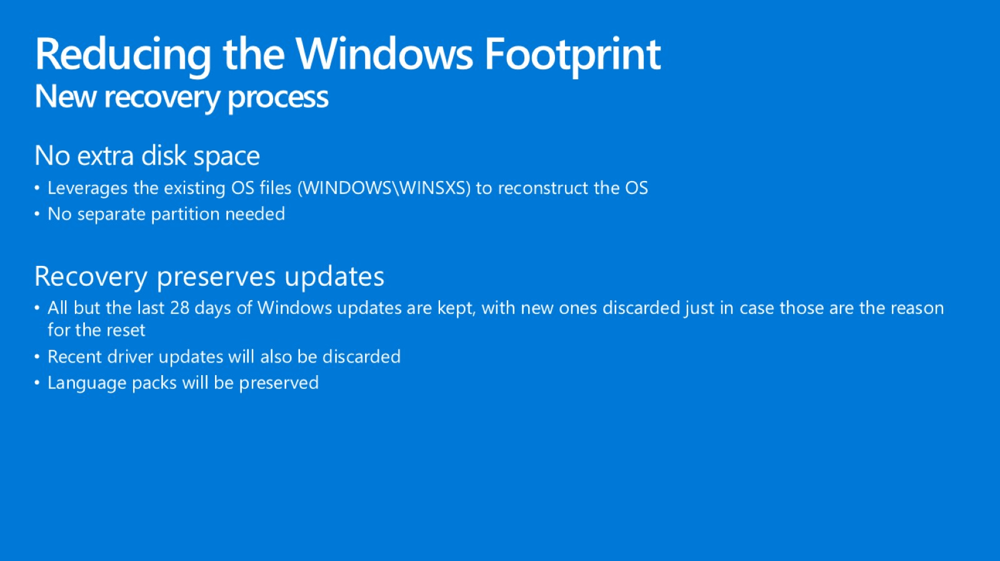 Reducing the Windows Footprint
New recovery process
No extra disk space
• Leverages the existing OS files (WINDOWS\WINSXS) to reconstruct the OS
• No separate partition needed
Recovery preserves updates
• All but the last 28 days of Windows updates are kept, with new ones discarded just in case those are the reason
for the reset
• Recent driver updates will also be discarded
• Language packs will be preserved